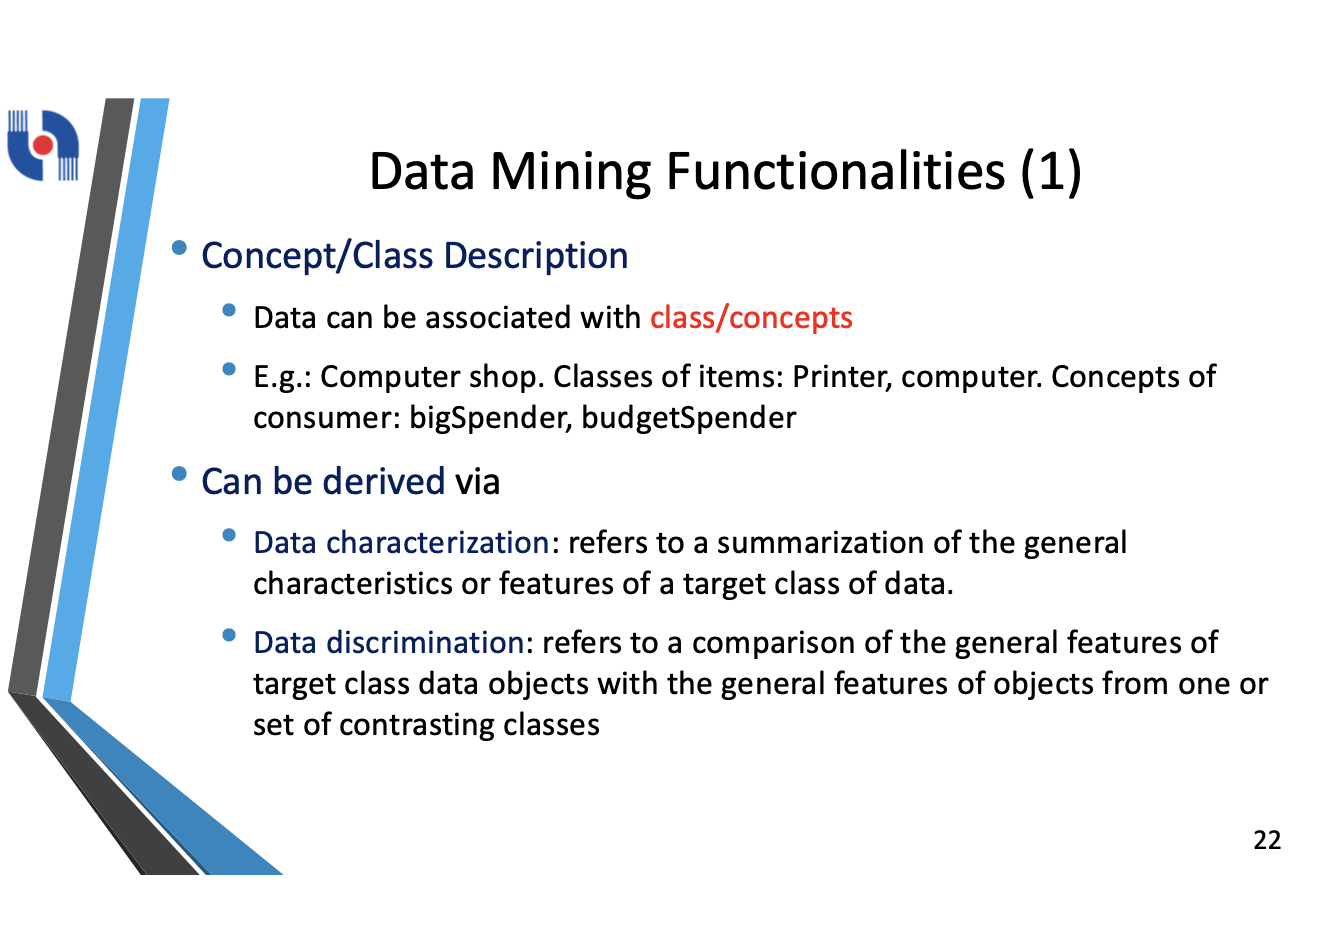 Data Mining Functionalities (1)
• Concept/Class Description
• Data can be associated with class/concepts
• E.g.: Computer shop. Classes of items: Printer, computer. Concepts of
consumer: bigSpender, budgetSpender
• Can be derived via
• Data characterization: refers to a summarization of the general
characteristics or features of a target class of data.
• Data discrimination: refers to a comparison of the general features of
target class data objects with the general features of objects from one or
set of contrasting classes
22